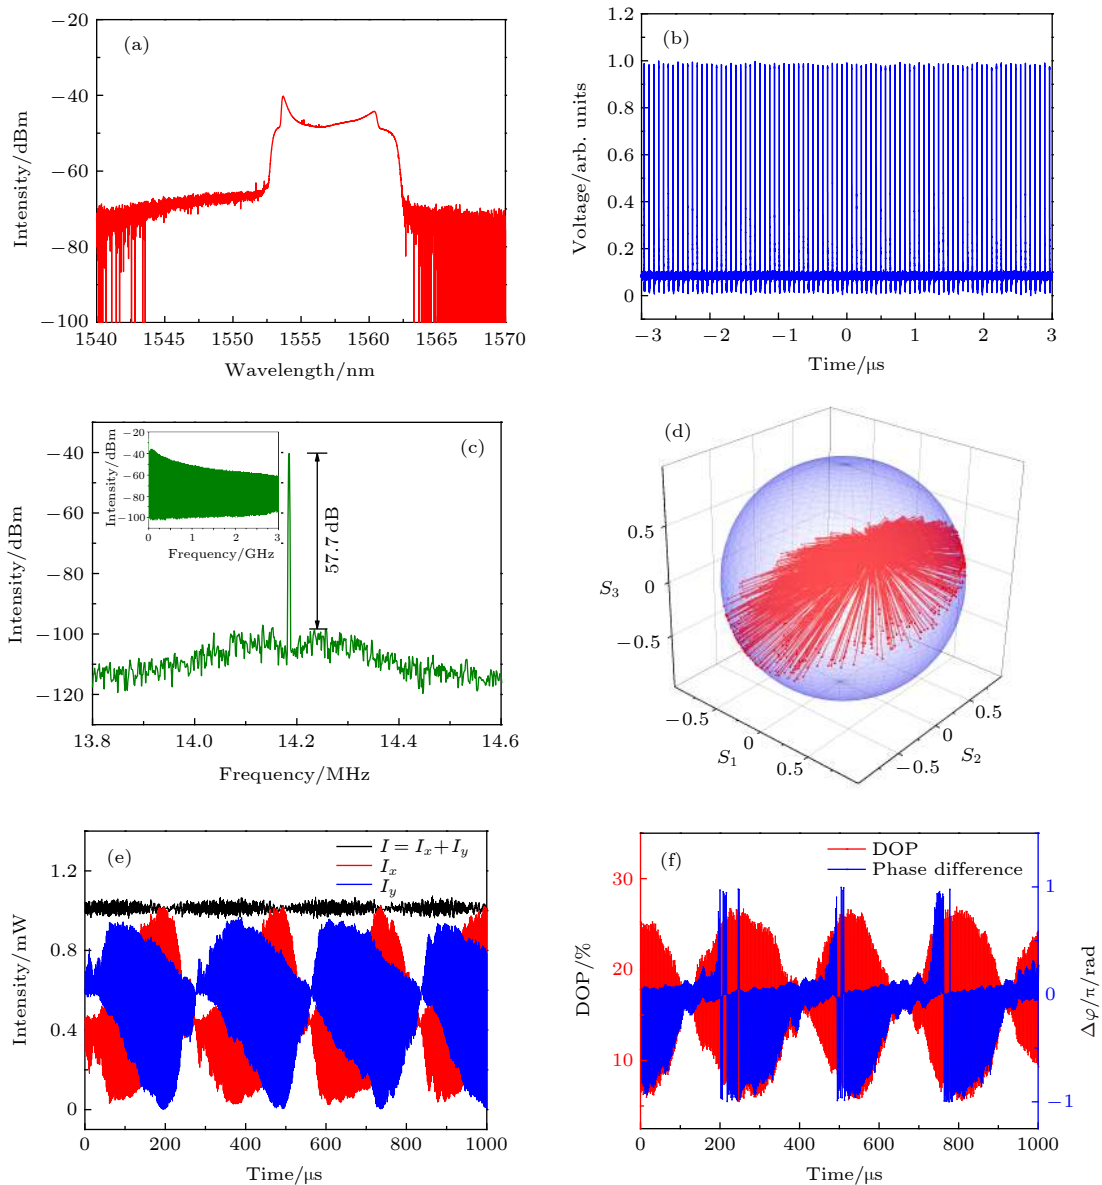 (a)
Intensity/dBm
−20
−40
−60
−80
−100
1540 1545 1550 1555 1560 1565 1570
Wavelength/nm
(b)
Voltage/arb. units
1.2
1.0
0.8
0.6
0.4
0.2
0
−3 −2 −1 0 1 2 3
Time/μs
(c)
Intensity/dBm
−40
−60
−80
−100
−120
13.8 14.0 14.2 14.4 14.6
Frequency/MHz
57.7 dB
Intensity/dBm
−20
−40
−60
−80
−100
0 1 2 3
Frequency/GHz
(d)
S3
0.5
0
−0.5
−0.5 0 0.5
S1
−0.5 0 0.5
S2
(e)
I = Ix + Iy
Ix
Iy
Intensity/mW
1.2
0.8
0.4
0
0 200 400 600 800 1000
Time/μs
(f)
DOP
Phase difference
DOP/%
30
20
10
1
0
−1
Δφ/π/rad
0 200 400 600 800 1000
Time/μs